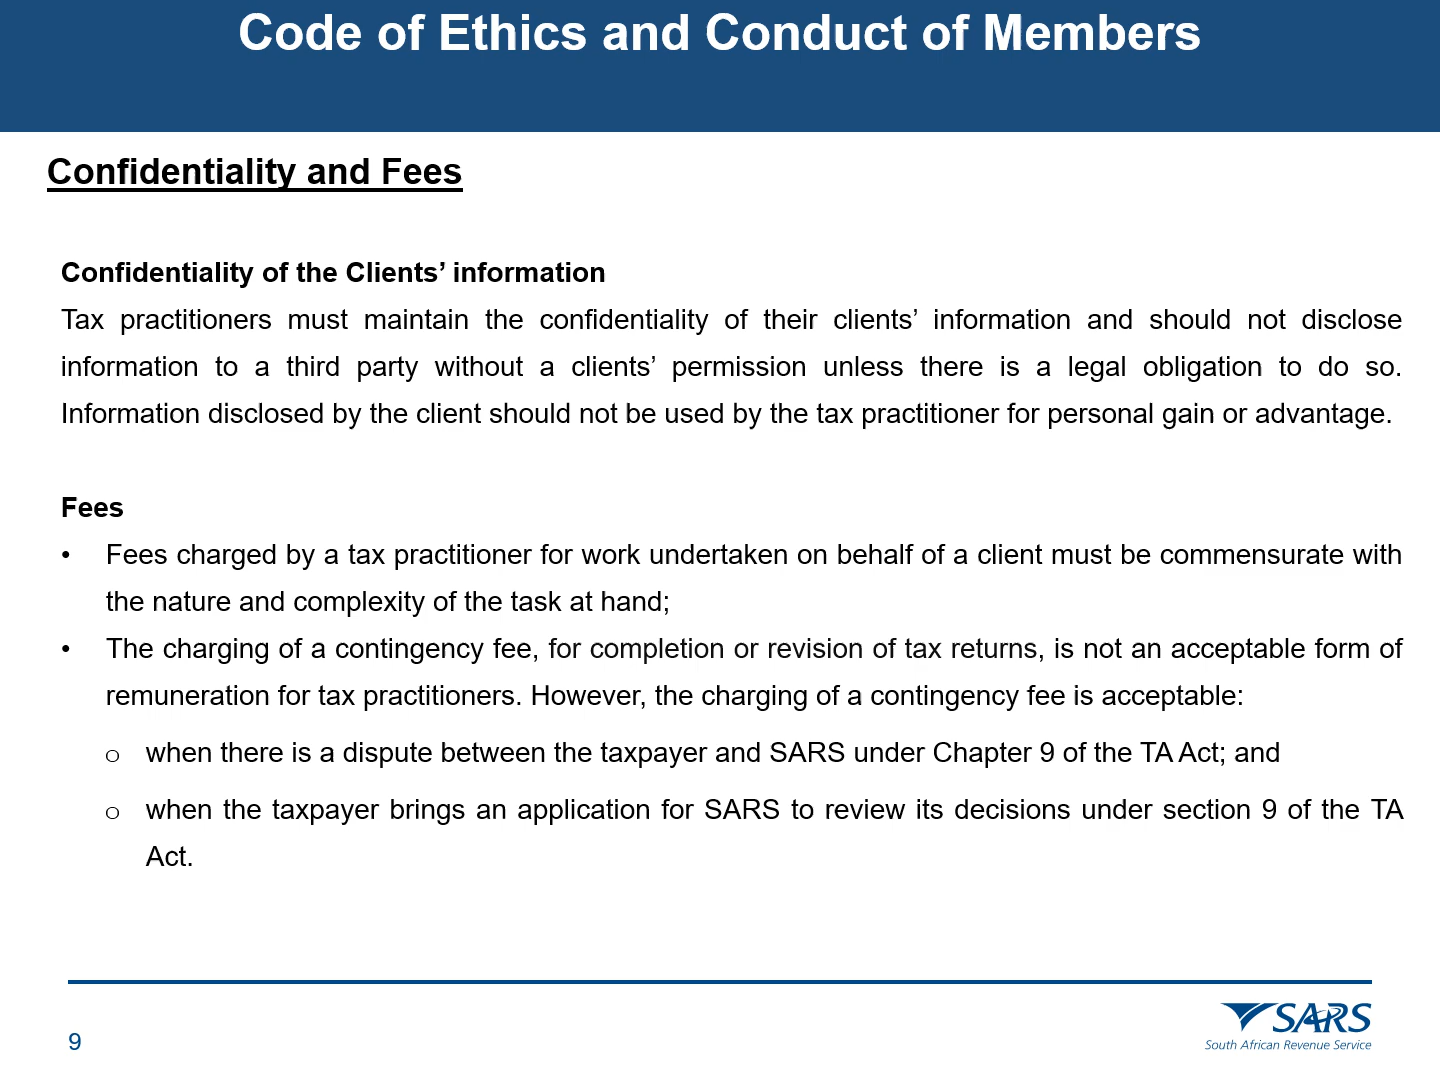 Code of Ethics and Conduct of Members
Confidentiality and Fees
Confidentiality of the Clients’ information
Tax practitioners must maintain the confidentiality of their clients’ information and should not disclose
information to a third party without a clients’ permission unless there is a legal obligation to do so.
Information disclosed by the client should not be used by the tax practitioner for personal gain or advantage.
Fees
• Fees charged by a tax practitioner for work undertaken on behalf of a client must be commensurate with
the nature and complexity of the task at hand;
• The charging of a contingency fee, for completion or revision of tax returns, is not an acceptable form of
remuneration for tax practitioners. However, the charging of a contingency fee is acceptable:
o when there is a dispute between the taxpayer and SARS under Chapter 9 of the TA Act; and
o when the taxpayer brings an application for SARS to review its decisions under section 9 of the TA
Act.
9
SARS
South African Revenue Service